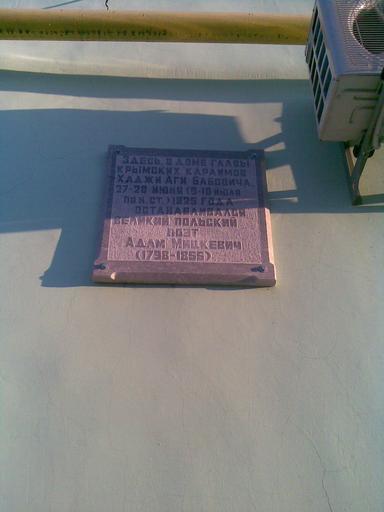 ЗДЕСЬ, В ДОМЕ ГЛАВЫ
КРЫМСКИХ КАРАИМОВ
ХАДЖИ АГИ БАБОВИЧА,
27-28 ИЮНЯ (9-10 ИЮЛЯ
ПО Н. СТ.) 1825 ГОДА
ОСТАНАВЛИВАЛСЯ
ВЕЛИКИЙ ПОЛЬСКИЙ
ПОЭТ
АДАМ МИЦКЕВИЧ
(1798-1855)